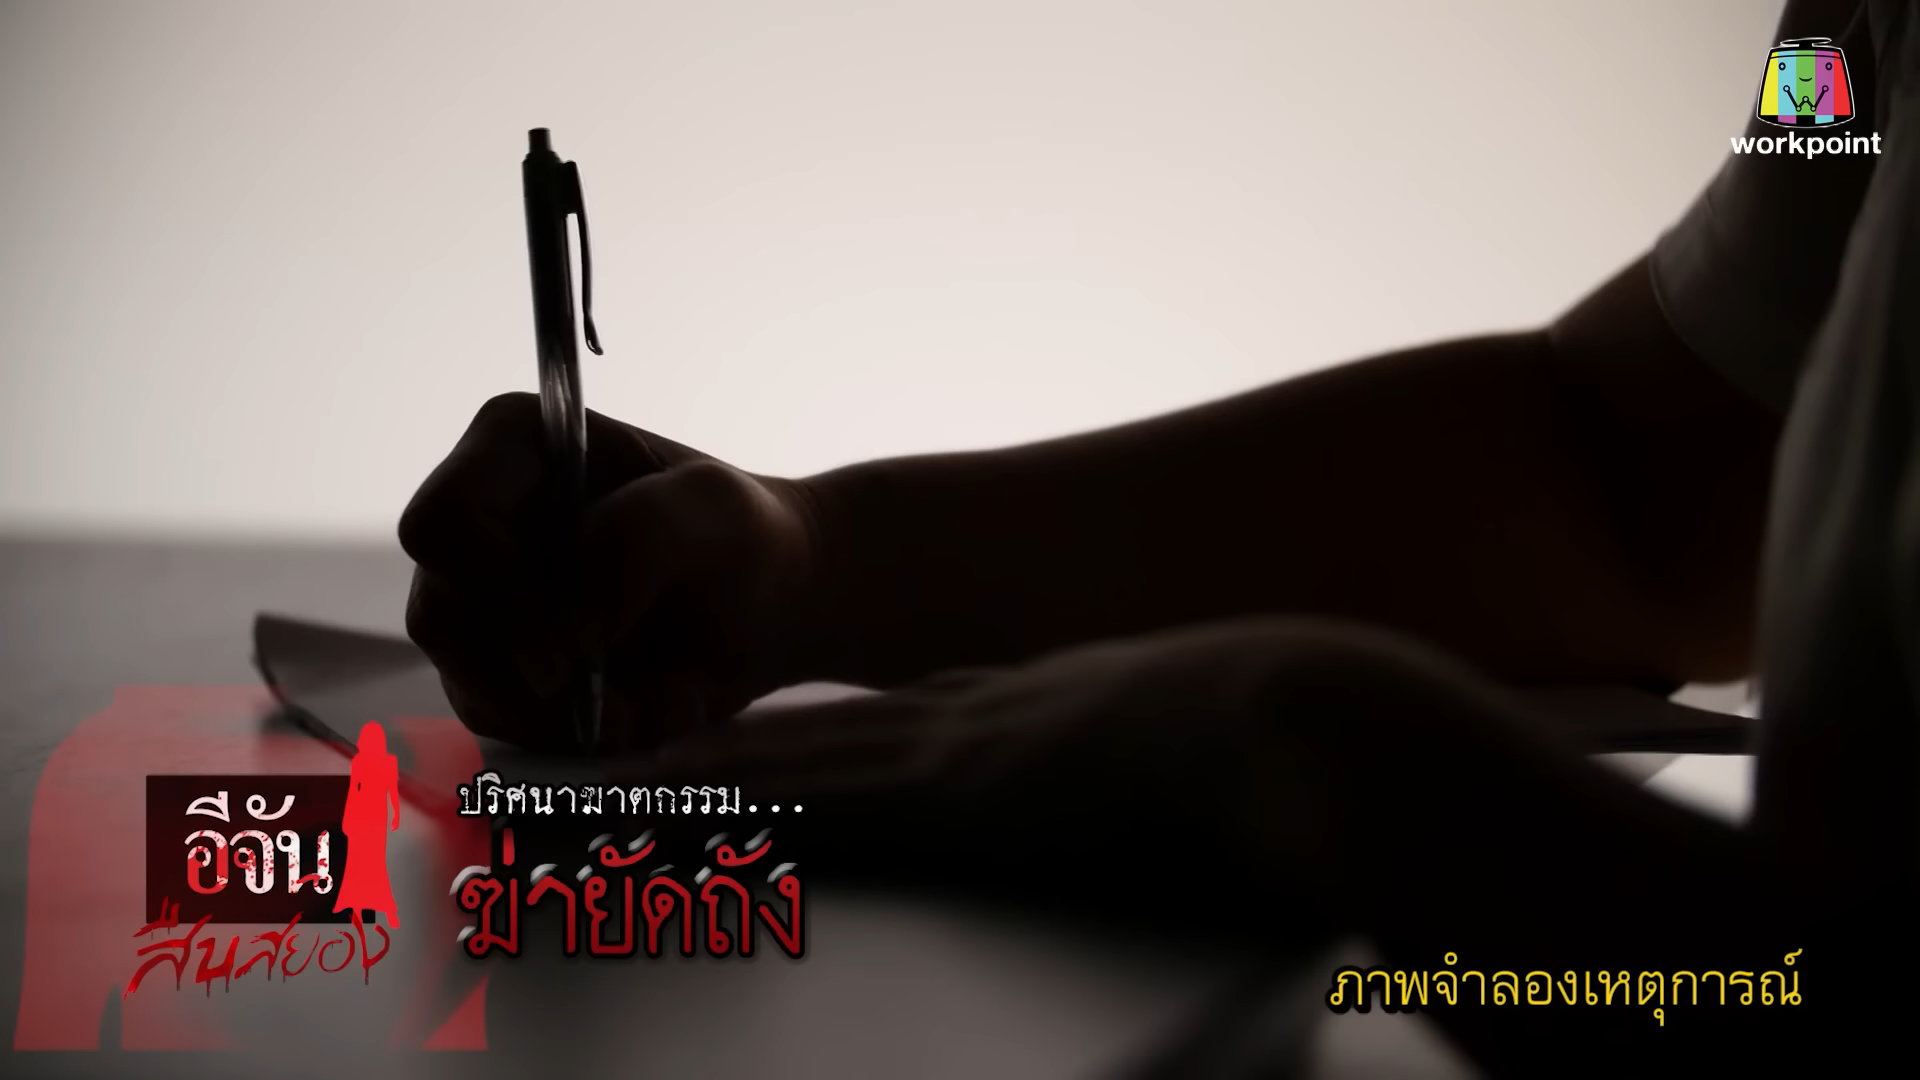 workpoint
อีจัน
สืบสยอง
ปริศนาฆาตกรรม...
ฆ่ายัดถัง
ภาพจำลองเหตุการณ์